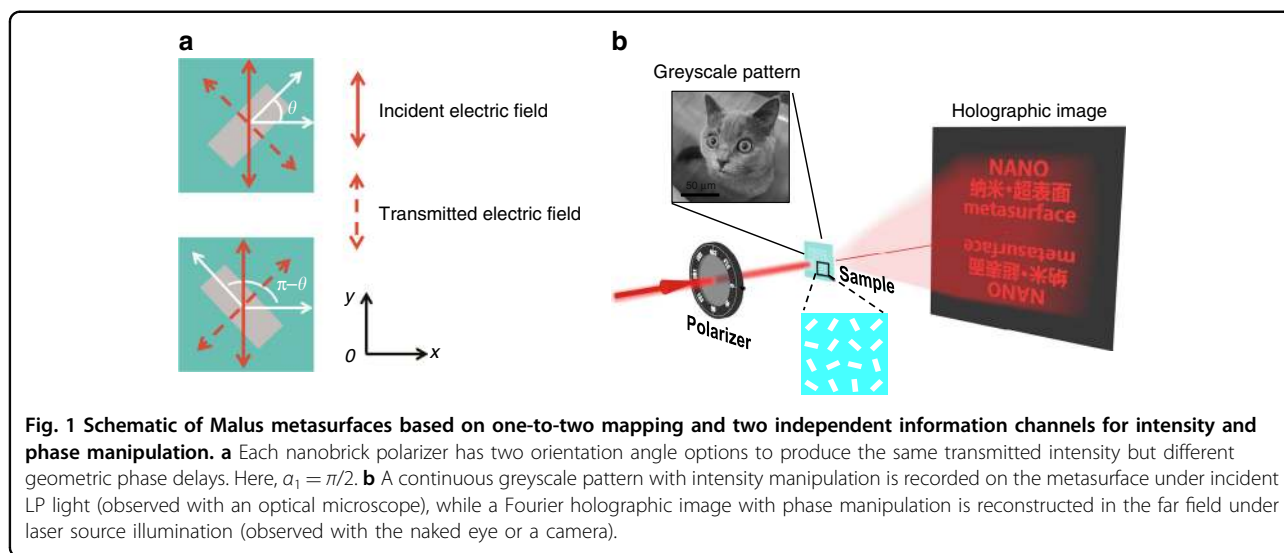 a
θ
Incident electric field
Transmitted electric field
π−θ
y
0
x
b
Greyscale pattern
50 μm
Holographic image
NANO
纳米·超表面
metasurface
metasurface
纳米·超表面
NANO
Polarizer
Sample
Fig. 1 Schematic of Malus metasurfaces based on one-to-two mapping and two independent information channels for intensity and
phase manipulation. a Each nanobrick polarizer has two orientation angle options to produce the same transmitted intensity but different
geometric phase delays. Here, α₁ = π/2. b A continuous greyscale pattern with intensity manipulation is recorded on the metasurface under incident
LP light (observed with an optical microscope), while a Fourier holographic image with phase manipulation is reconstructed in the far field under
laser source illumination (observed with the naked eye or a camera).